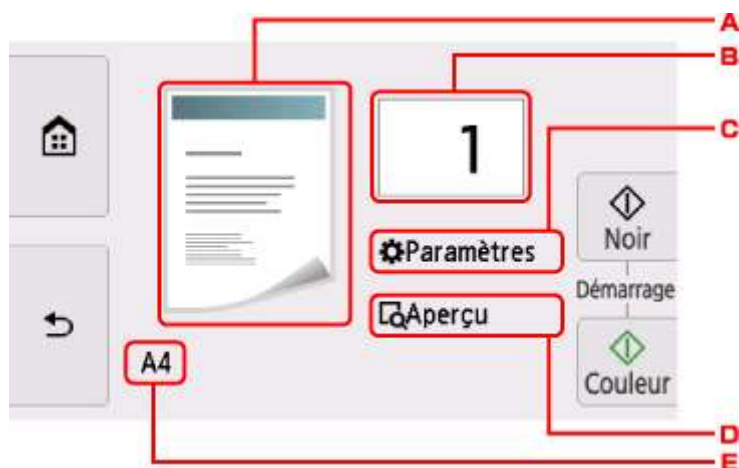 A
B
C
1
Paramètres
Noir
Démarrage
Aperçu
A4
Couleur
D
E